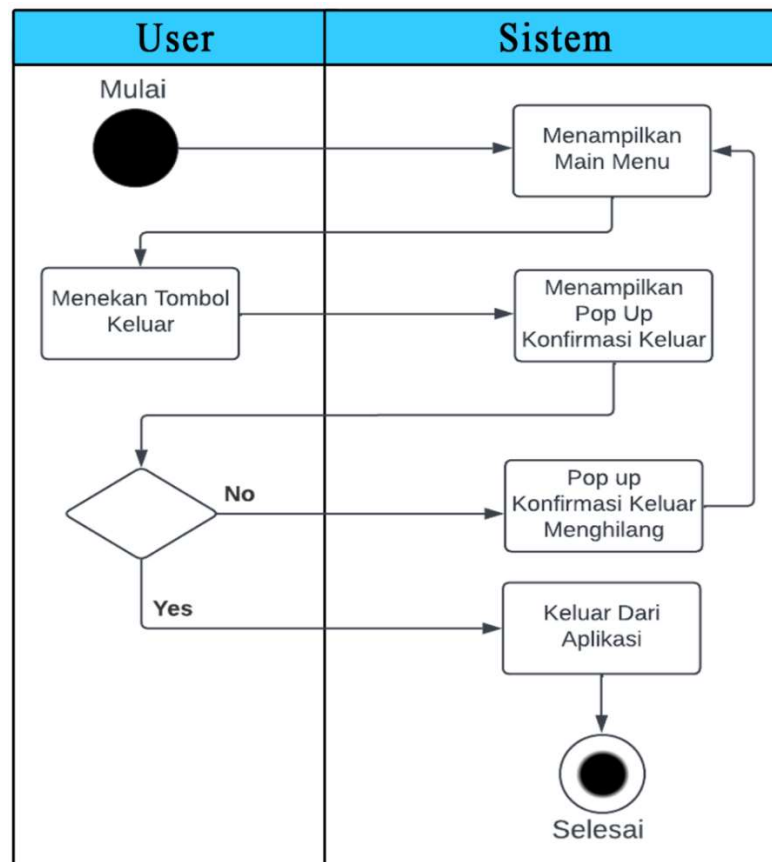 User
Sistem
Mulai
Menampilkan
Main Menu
Menekan Tombol
Keluar
Menampilkan
Pop Up
Konfirmasi Keluar
No
Pop up
Konfirmasi Keluar
Menghilang
Yes
Keluar Dari
Aplikasi
Selesai